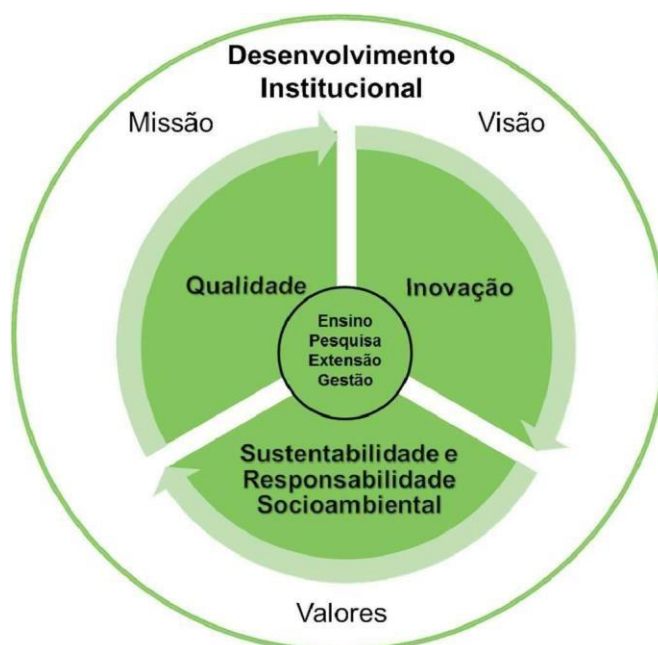 Desenvolvimento
Institucional
Missão
Visão
Qualidade
Inovação
Ensino
Pesquisa
Extensão
Gestão
Sustentabilidade e
Responsabilidade
Socioambiental
Valores